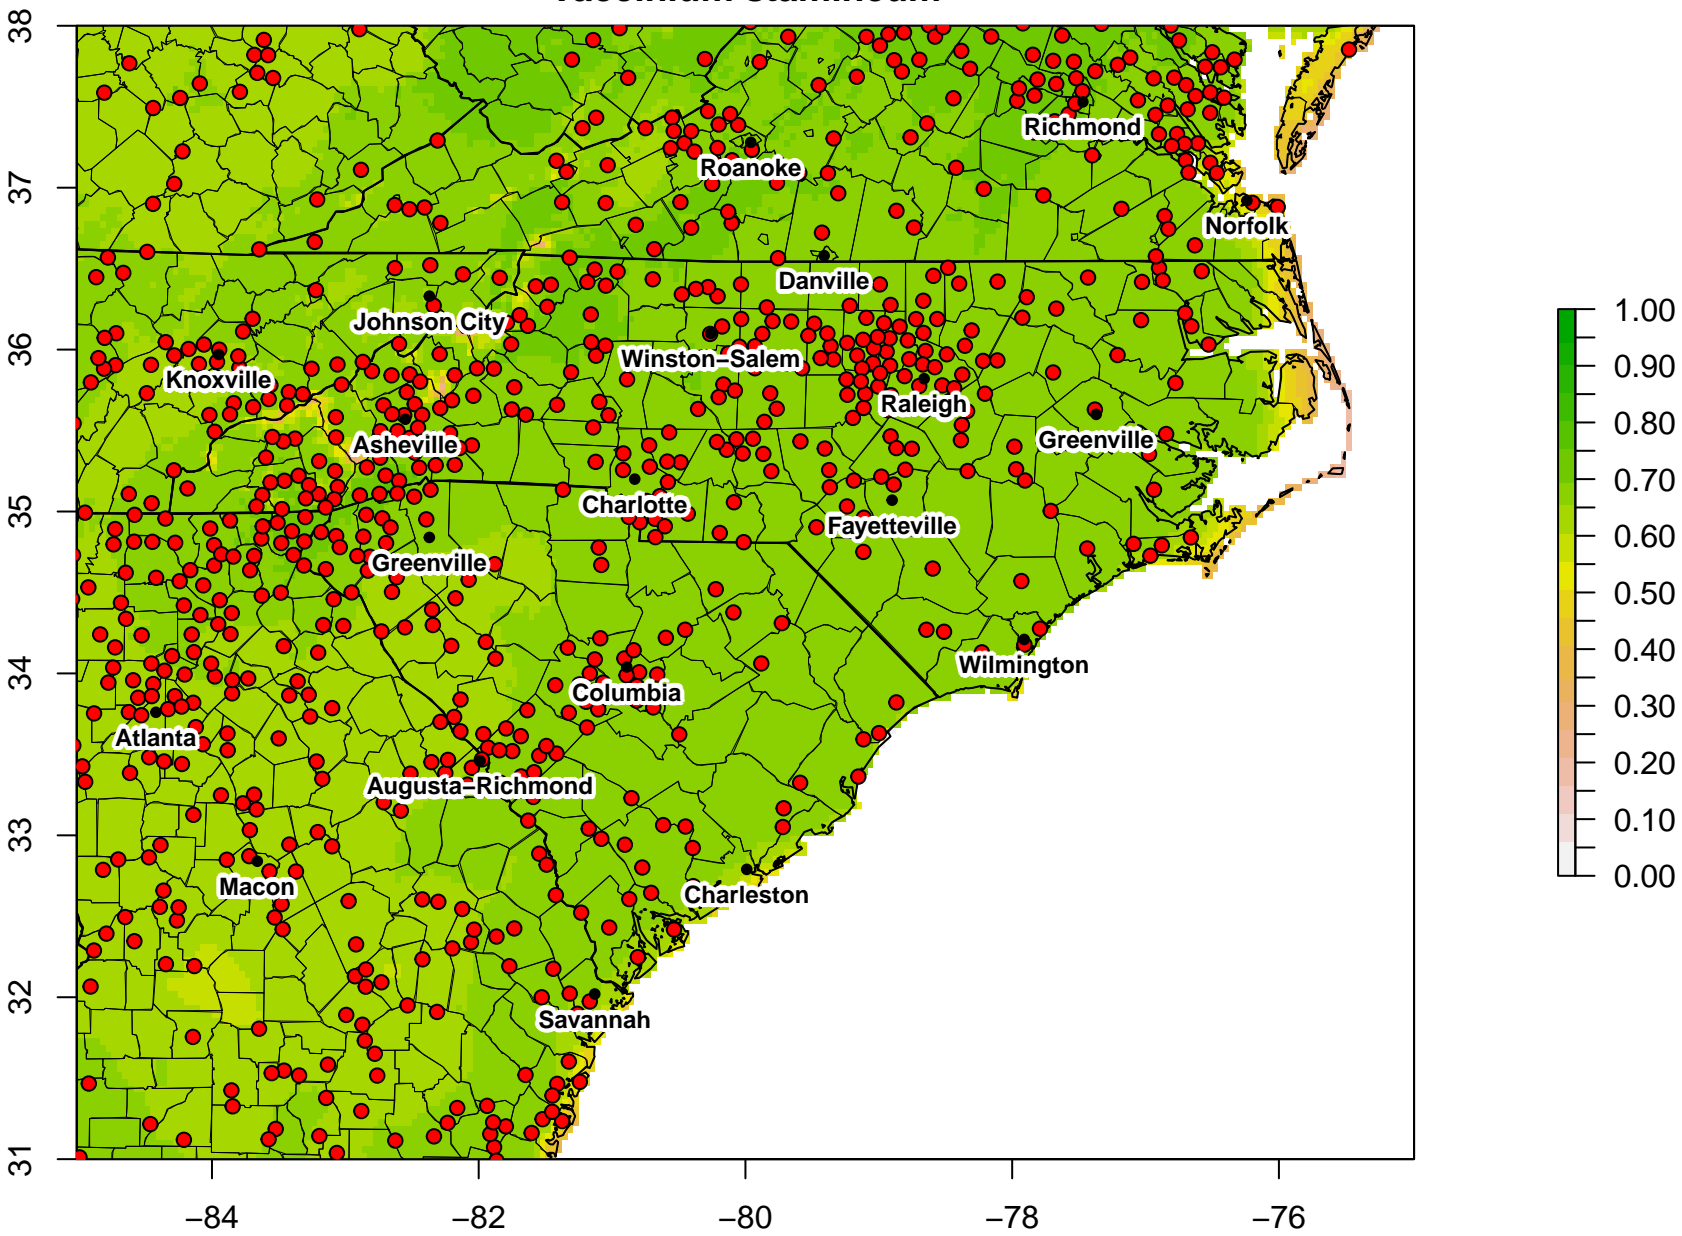 38
37
36
35
34
33
32
31
Richmond
Roanoke
Norfolk
Danville
Johnson City
Winston−Salem
Knoxville
Raleigh
Asheville
Greenville
Charlotte
Fayetteville
Greenville
Wilmington
Columbia
Atlanta
Augusta−Richmond
Macon
Charleston
Savannah
−84
−82
−80
−78
−76
1.00
0.90
0.80
0.70
0.60
0.50
0.40
0.30
0.20
0.10
0.00